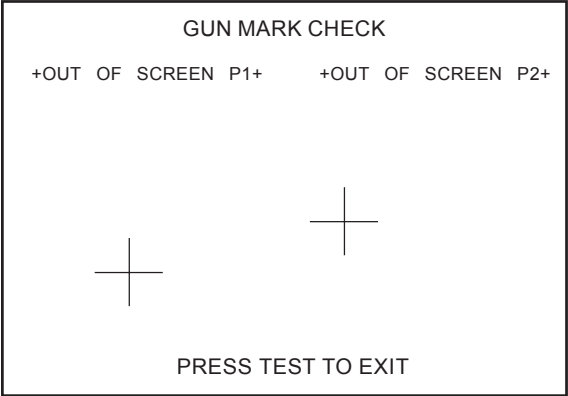 GUN MARK CHECK
+OUT OF SCREEN P1+ +OUT OF SCREEN P2+
PRESS TEST TO EXIT